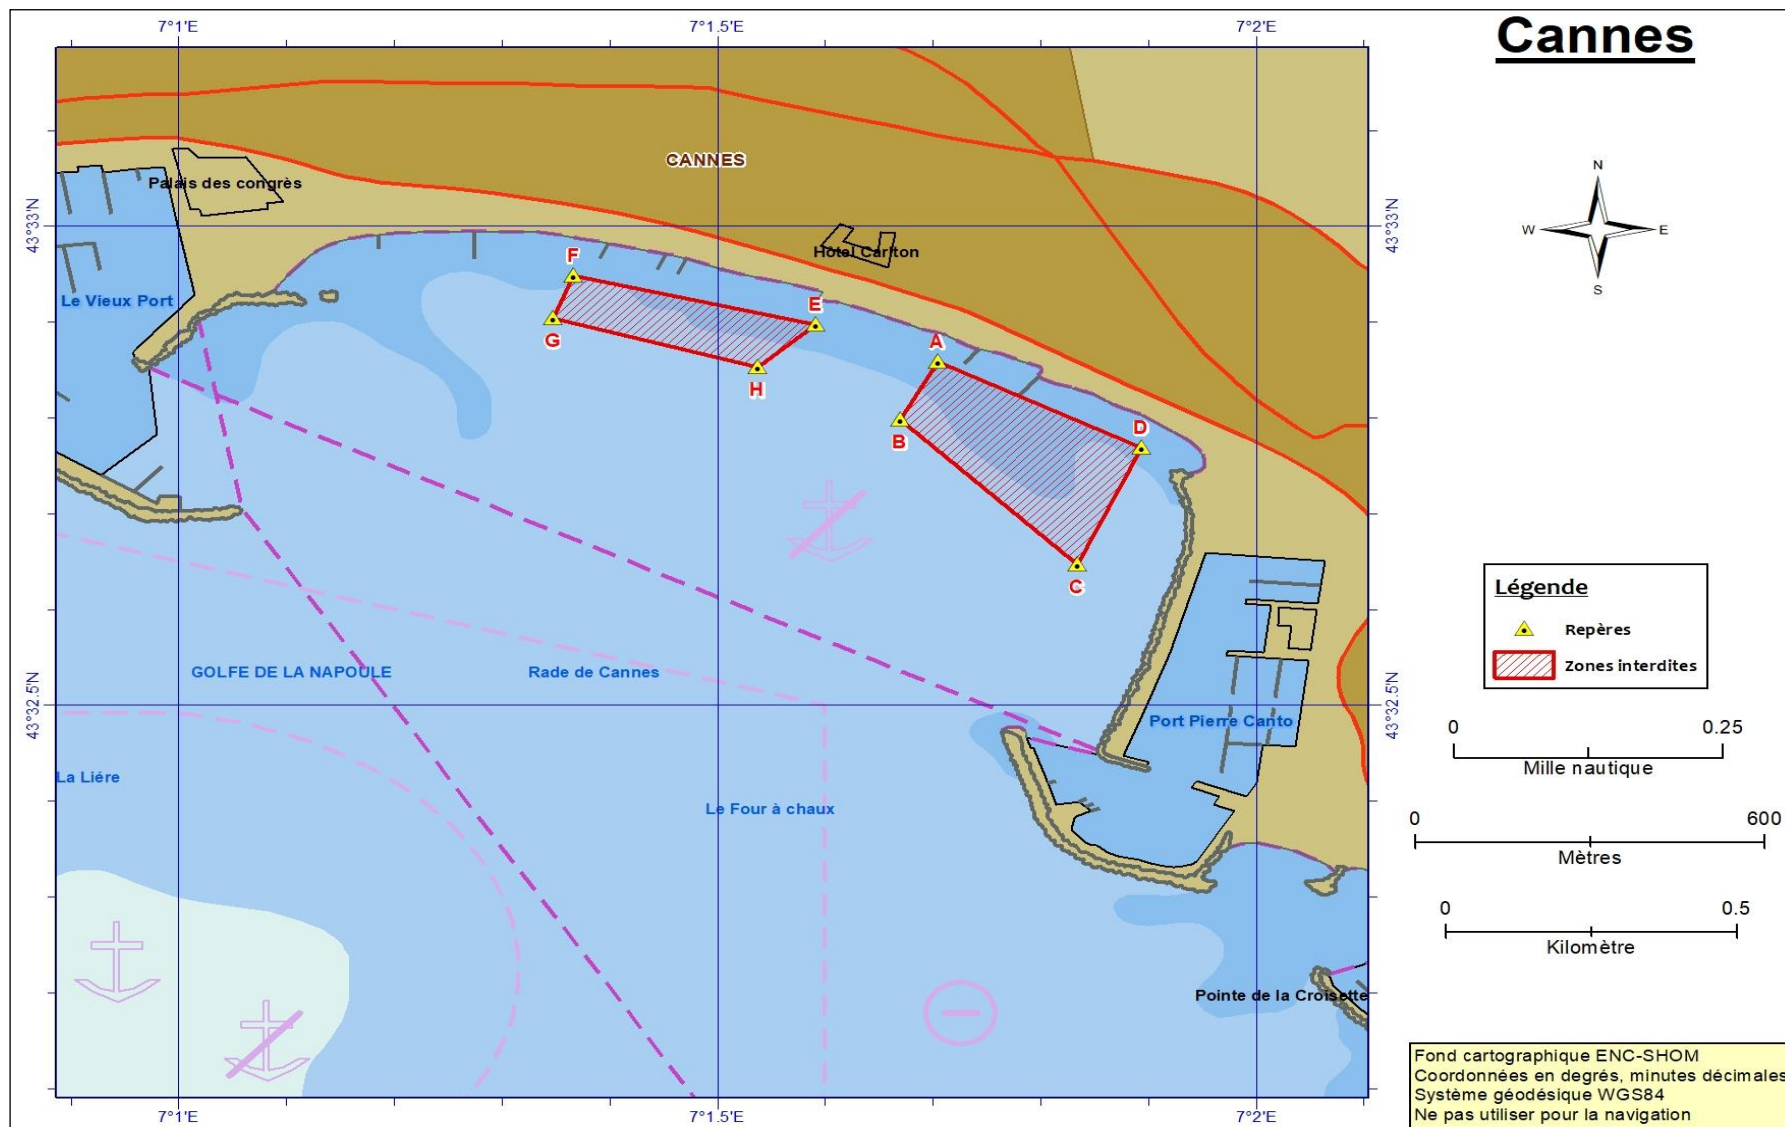 Cannes
7°1'E
7°1.5'E
7°2'E
CANNES
Palais des congrès
43°33'N
43°33'N
Hôtel Carlton
Le Vieux Port
F
E
G
A
H
B
D
C
N
W
E
S
Légende
Repères
Zones interdites
GOLFE DE LA NAPOULE
Rade de Cannes
43°32.5'N
43°32.5'N
Port Pierre Canto
0
0.25
Mille nautique
La Liére
Le Four à chaux
0
600
Mètres
0
0.5
Kilomètre
Pointe de la Croisette
7°1'E
7°1.5'E
7°2'E
Fond cartographique ENC-SHOM
Coordonnées en degrés, minutes décimales
Système géodésique WGS84
Ne pas utiliser pour la navigation